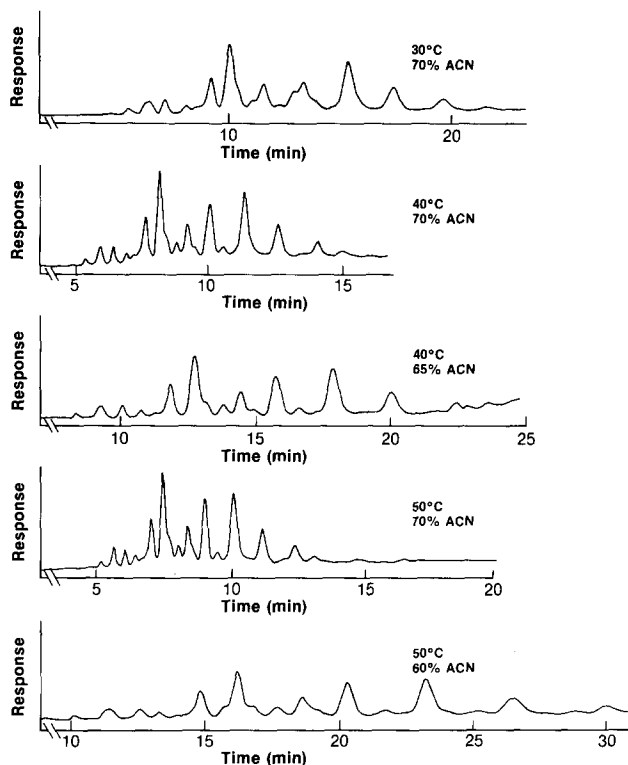 Response
30°C
70% ACN
10 20
Time (min)
Response
40°C
70% ACN
5 10 15
Time (min)
Response
40°C
65% ACN
10 15 20 25
Time (min)
Response
50°C
70% ACN
5 10 15 20
Time (min)
Response
50°C
60% ACN
10 15 20 25 30
Time (min)